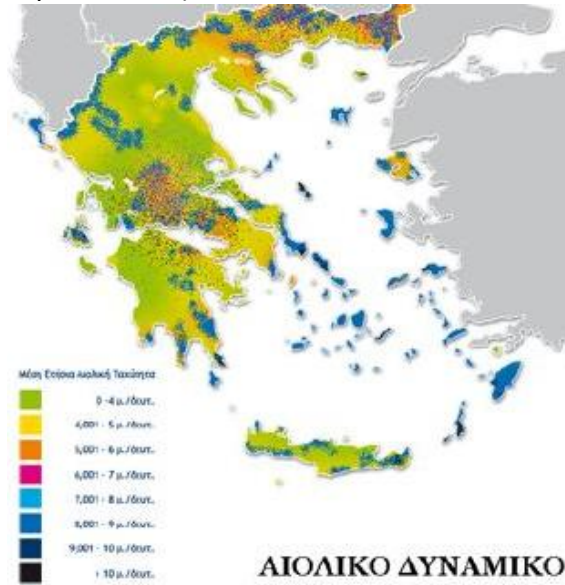 Μέση Ετήσια Αιολική Ταχύτητα
0 -4 μ./δευτ.
4,001 - 5 μ./δευτ.
5,001 - 6 μ./δευτ.
6,001 - 7 μ./δευτ.
7,001 - 8 μ./δευτ.
8,001 - 9 μ./δευτ.
9,001 - 10 μ./δευτ.
10 μ./δευτ.
ΑΙΟΛΙΚΟ ΔΥΝΑΜΙΚΟ